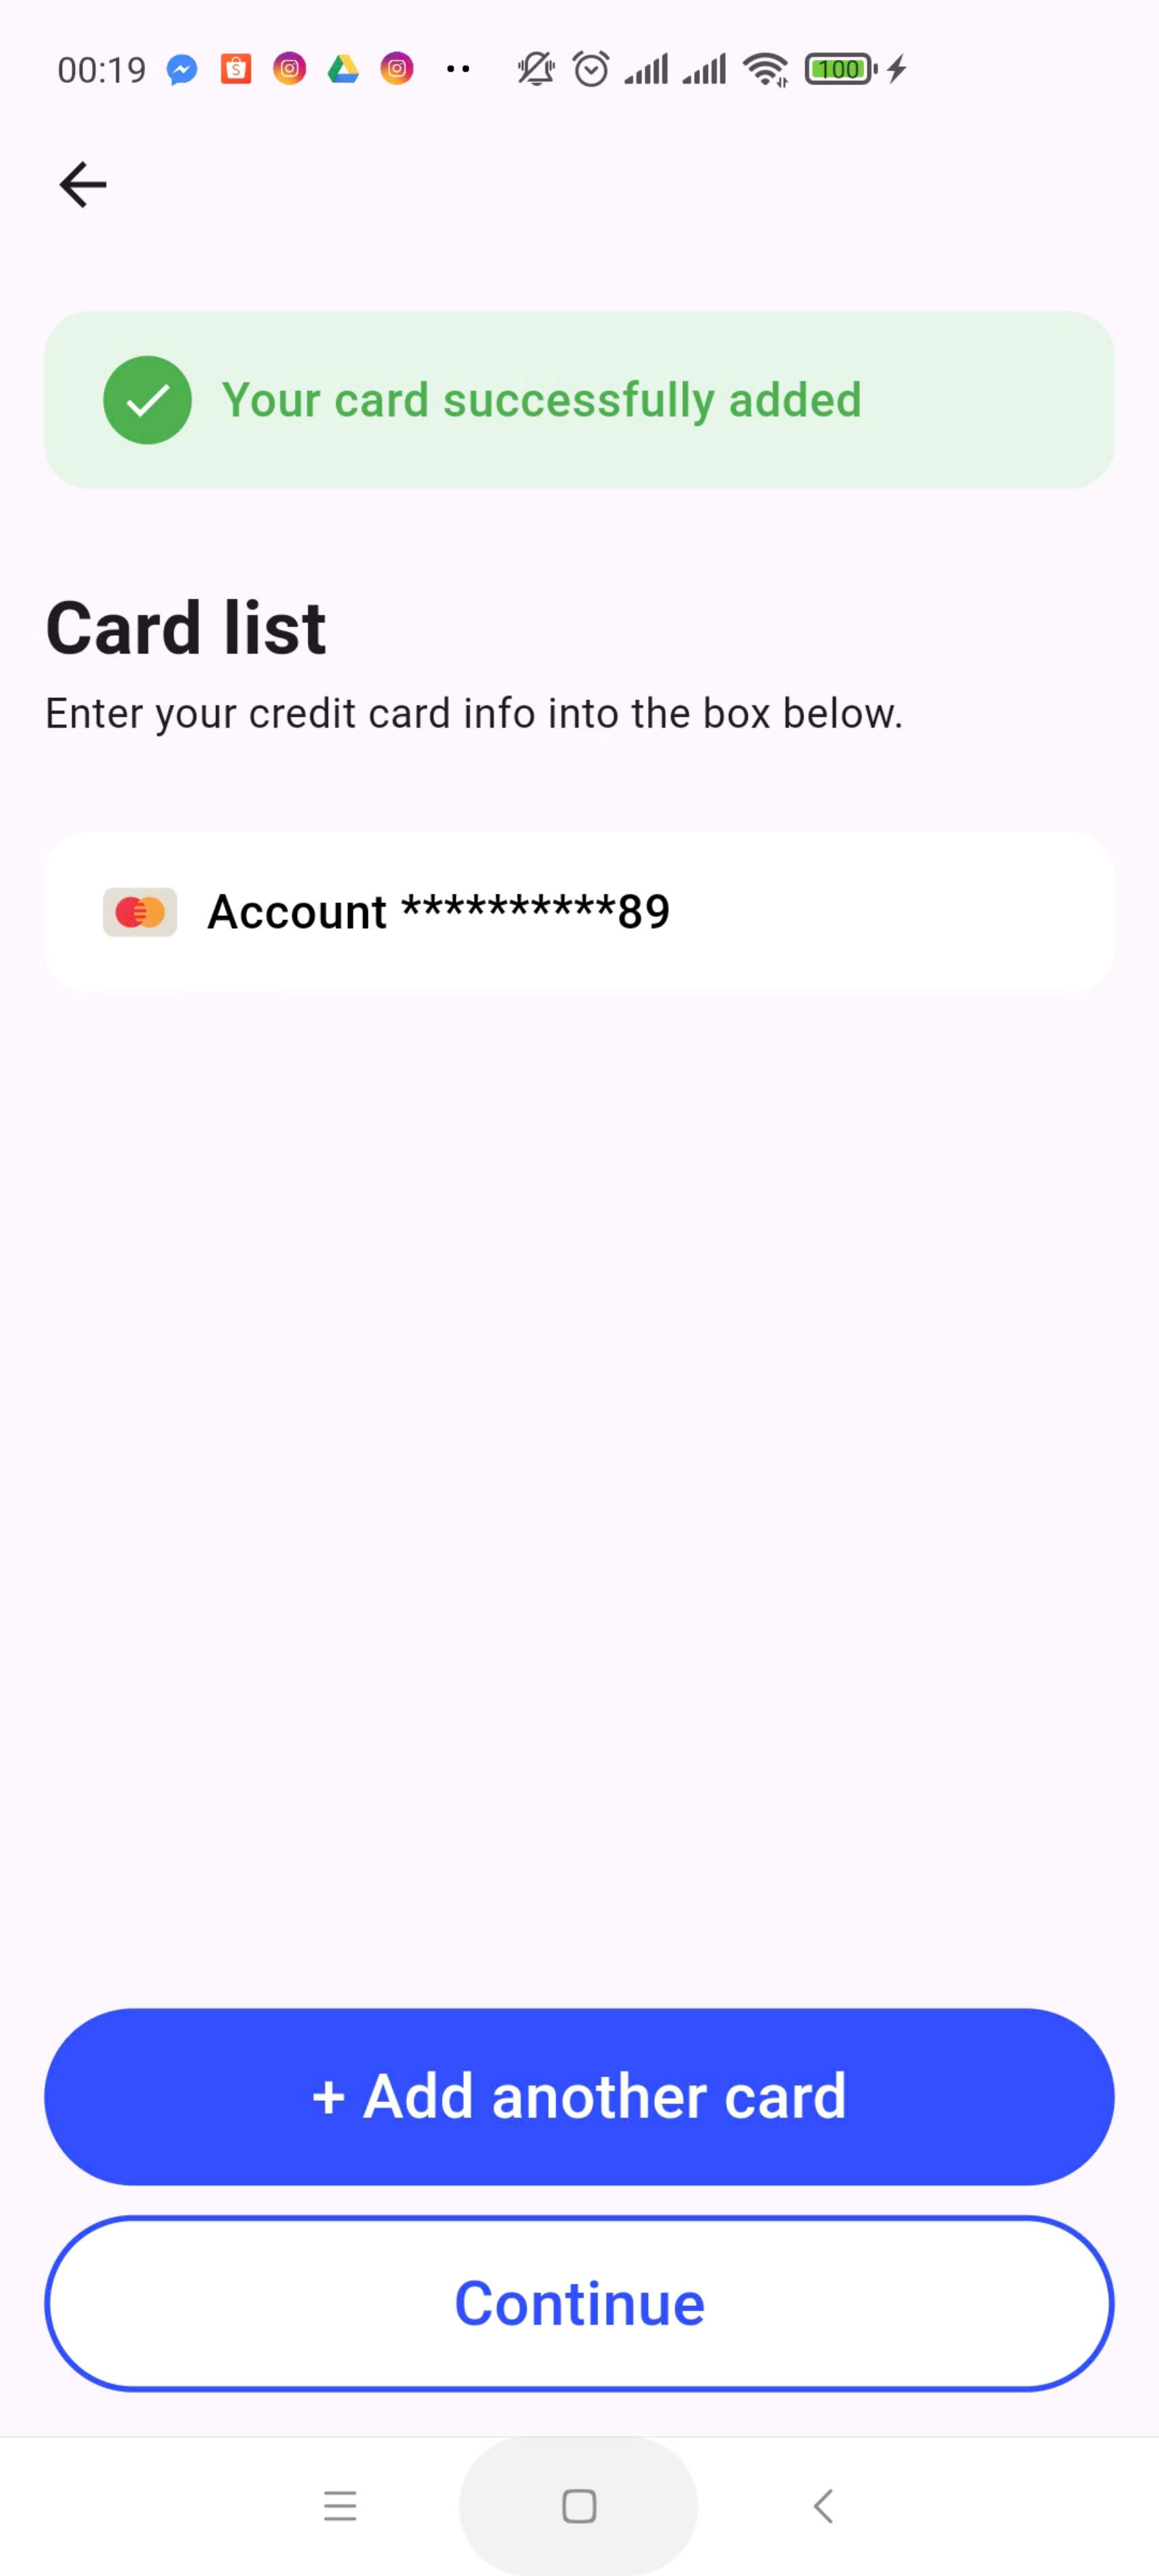 00:19
100
Your card successfully added
Card list
Enter your credit card info into the box below.
Account **********89
+ Add another card
Continue